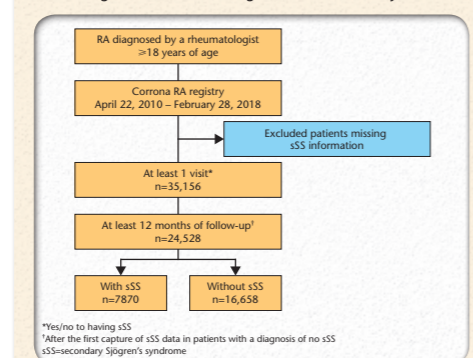 RA diagnosed by a rheumatologist
≥18 years of age
Corrona RA registry
April 22, 2010 – February 28, 2018
Excluded patients missing
sSS information
At least 1 visit*
n=35,156
At least 12 months of follow-up†
n=24,528
With sSS
n=7870
Without sSS
n=16,658
*Yes/no to having sSS
†After the first capture of sSS data in patients with a diagnosis of no sSS
sSS=secondary Sjögren's syndrome